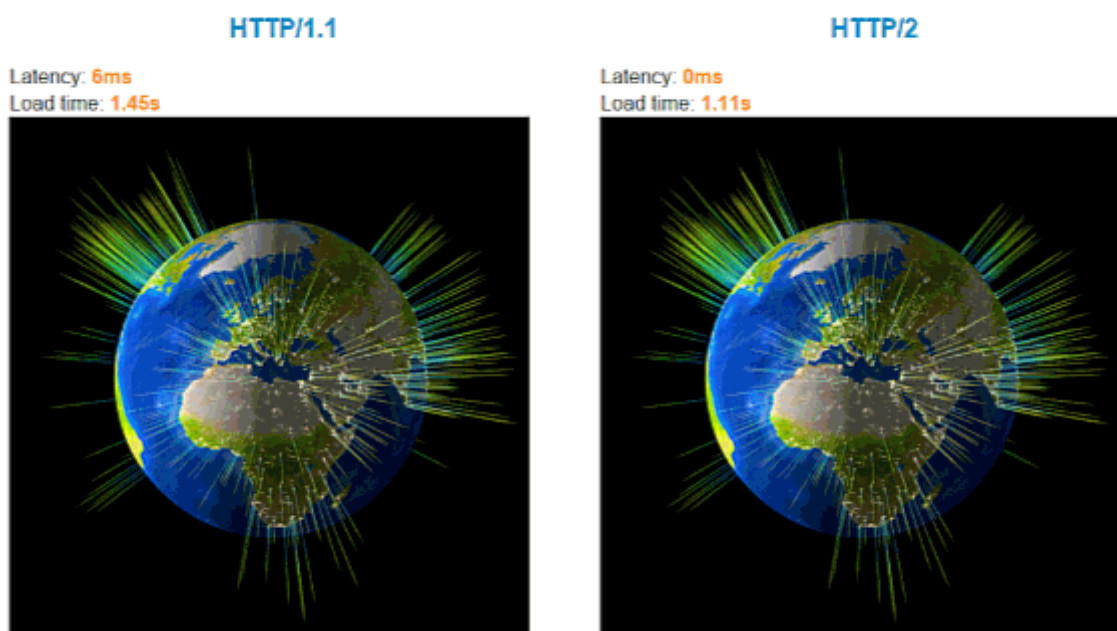 HTTP/1.1
Latency: 6ms
Load time: 1.45s
HTTP/2
Latency: 0ms
Load time: 1.11s